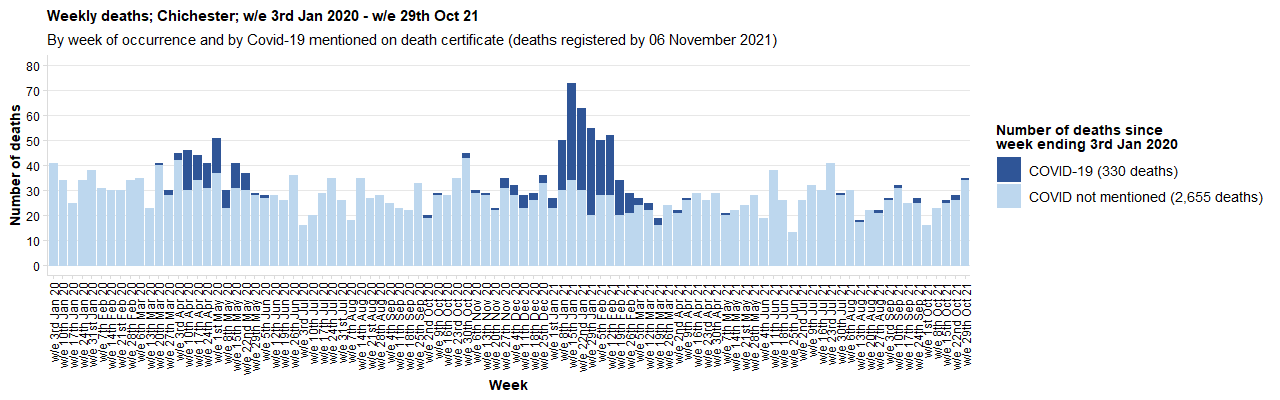 Weekly deaths; Chichester; w/e 3rd Jan 2020 - w/e 29th Oct 21
By week of occurrence and by Covid-19 mentioned on death certificate (deaths registered by 06 November 2021)
Number of deaths
80
70
60
50
40
30
20
10
0
w/e 3rd Jan 20
w/e 10th Jan 20
w/e 17th Jan 20
w/e 24th Jan 20
w/e 31st Jan 20
w/e 7th Feb 20
w/e 14th Feb 20
w/e 21st Feb 20
w/e 28th Feb 20
w/e 6th Mar 20
w/e 13th Mar 20
w/e 20th Mar 20
w/e 27th Mar 20
w/e 3rd Apr 20
w/e 10th Apr 20
w/e 17th Apr 20
w/e 24th Apr 20
w/e 1st May 20
w/e 8th May 20
w/e 15th May 20
w/e 22nd May 20
w/e 29th May 20
w/e 5th Jun 20
w/e 12th Jun 20
w/e 19th Jun 20
w/e 26th Jun 20
w/e 3rd Jul 20
w/e 10th Jul 20
w/e 17th Jul 20
w/e 24th Jul 20
w/e 31st Jul 20
w/e 7th Aug 20
w/e 14th Aug 20
w/e 21st Aug 20
w/e 28th Aug 20
w/e 4th Sep 20
w/e 11th Sep 20
w/e 18th Sep 20
w/e 25th Sep 20
w/e 2nd Oct 20
w/e 9th Oct 20
w/e 16th Oct 20
w/e 23rd Oct 20
w/e 30th Oct 20
w/e 6th Nov 20
w/e 13th Nov 20
w/e 20th Nov 20
w/e 27th Nov 20
w/e 4th Dec 20
w/e 11th Dec 20
w/e 18th Dec 20
w/e 25th Dec 20
w/e 1st Jan 21
w/e 8th Jan 21
w/e 15th Jan 21
w/e 22nd Jan 21
w/e 29th Jan 21
w/e 5th Feb 21
w/e 12th Feb 21
w/e 19th Feb 21
w/e 26th Feb 21
w/e 5th Mar 21
w/e 12th Mar 21
w/e 19th Mar 21
w/e 26th Mar 21
w/e 2nd Apr 21
w/e 9th Apr 21
w/e 16th Apr 21
w/e 23rd Apr 21
w/e 30th Apr 21
w/e 7th May 21
w/e 14th May 21
w/e 21st May 21
w/e 28th May 21
w/e 4th Jun 21
w/e 11th Jun 21
w/e 18th Jun 21
w/e 25th Jun 21
w/e 2nd Jul 21
w/e 9th Jul 21
w/e 16th Jul 21
w/e 23rd Jul 21
w/e 30th Jul 21
w/e 6th Aug 21
w/e 13th Aug 21
w/e 20th Aug 21
w/e 27th Aug 21
w/e 3rd Sep 21
w/e 10th Sep 21
w/e 17th Sep 21
w/e 24th Sep 21
w/e 1st Oct 21
w/e 8th Oct 21
w/e 15th Oct 21
w/e 22nd Oct 21
w/e 29th Oct 21
Week
Number of deaths since
week ending 3rd Jan 2020
COVID-19 (330 deaths)
COVID not mentioned (2,655 deaths)